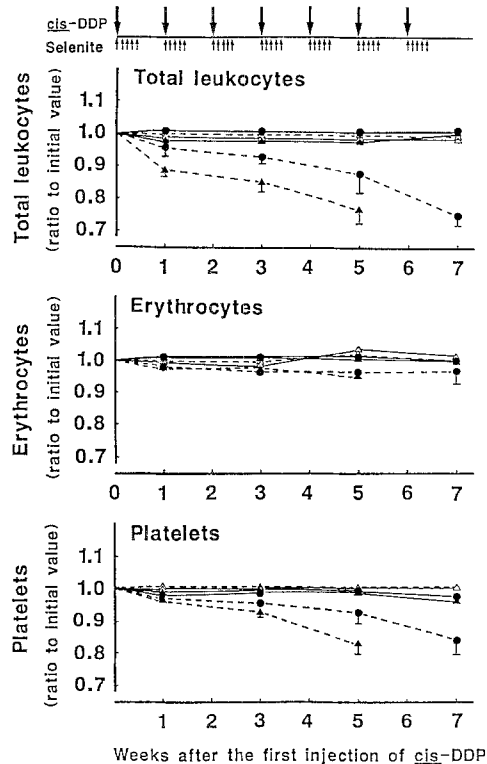 cis-DDP
Selenite
Total leukocytes
Total leukocytes
(ratio to initial value)
1.1
1.0
0.9
0.8
0.7
0 1 2 3 4 5 6 7
Erythrocytes
Erythrocytes
(ratio to initial value)
1.1
1.0
0.9
0.8
0.7
0 1 2 3 4 5 6 7
Platelets
Platelets
(ratio to initial value)
1.1
1.0
0.9
0.8
0.7
0 1 2 3 4 5 6 7
Weeks after the first injection of cis-DDP